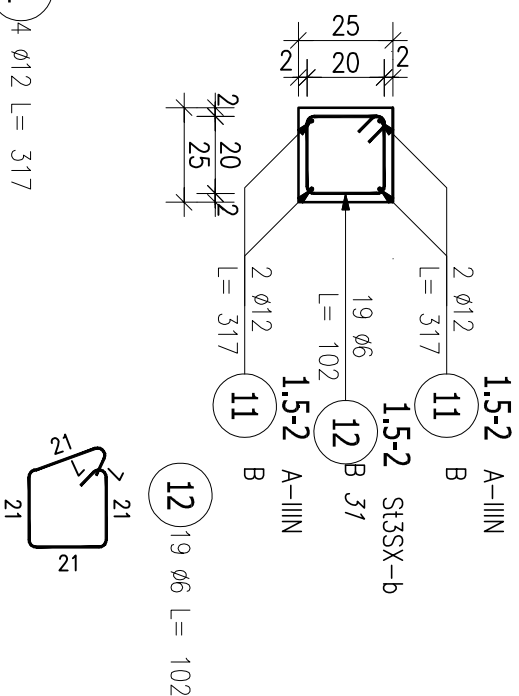 25
2 20 2
2 20 2
25
4 Ø12 L= 317
2 Ø12
L= 317
11
1.5-2 A-IIIN
B
19 Ø6
L= 102
12
1.5-2 St3SX-b
B 31
2 Ø12
L= 317
11
1.5-2 A-IIIN
B
12
19 Ø6 L= 102
21
7
7
21
21
21